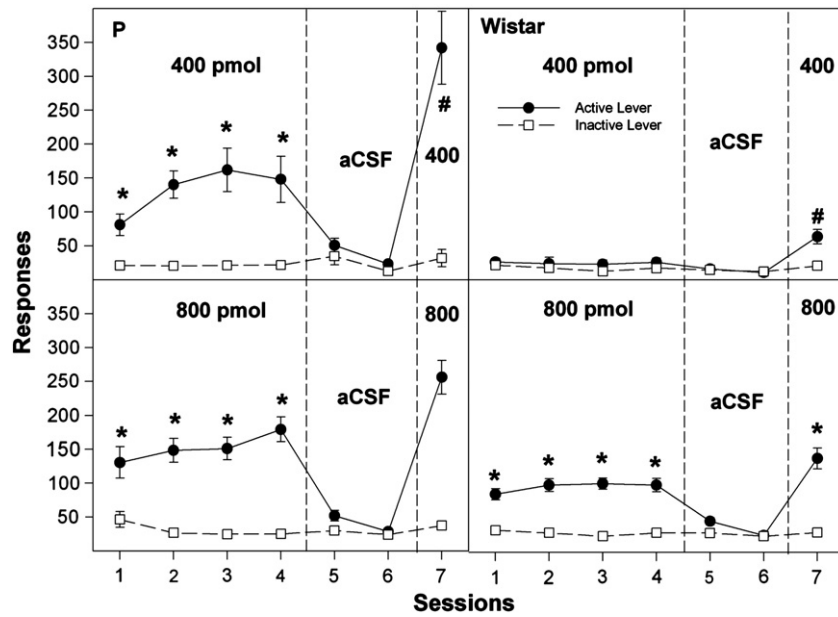 P
Wistar
400 pmol
400 pmol
400
Active Lever
Inactive Lever
350
300
250
200
150
100
50
* * * *
aCSF
#
400
aCSF
#
800 pmol
800
800 pmol
800
350
300
250
200
150
100
50
* * * *
aCSF
* * * *
aCSF
*
Responses
1 2 3 4 5 6 7
1 2 3 4 5 6 7
Sessions